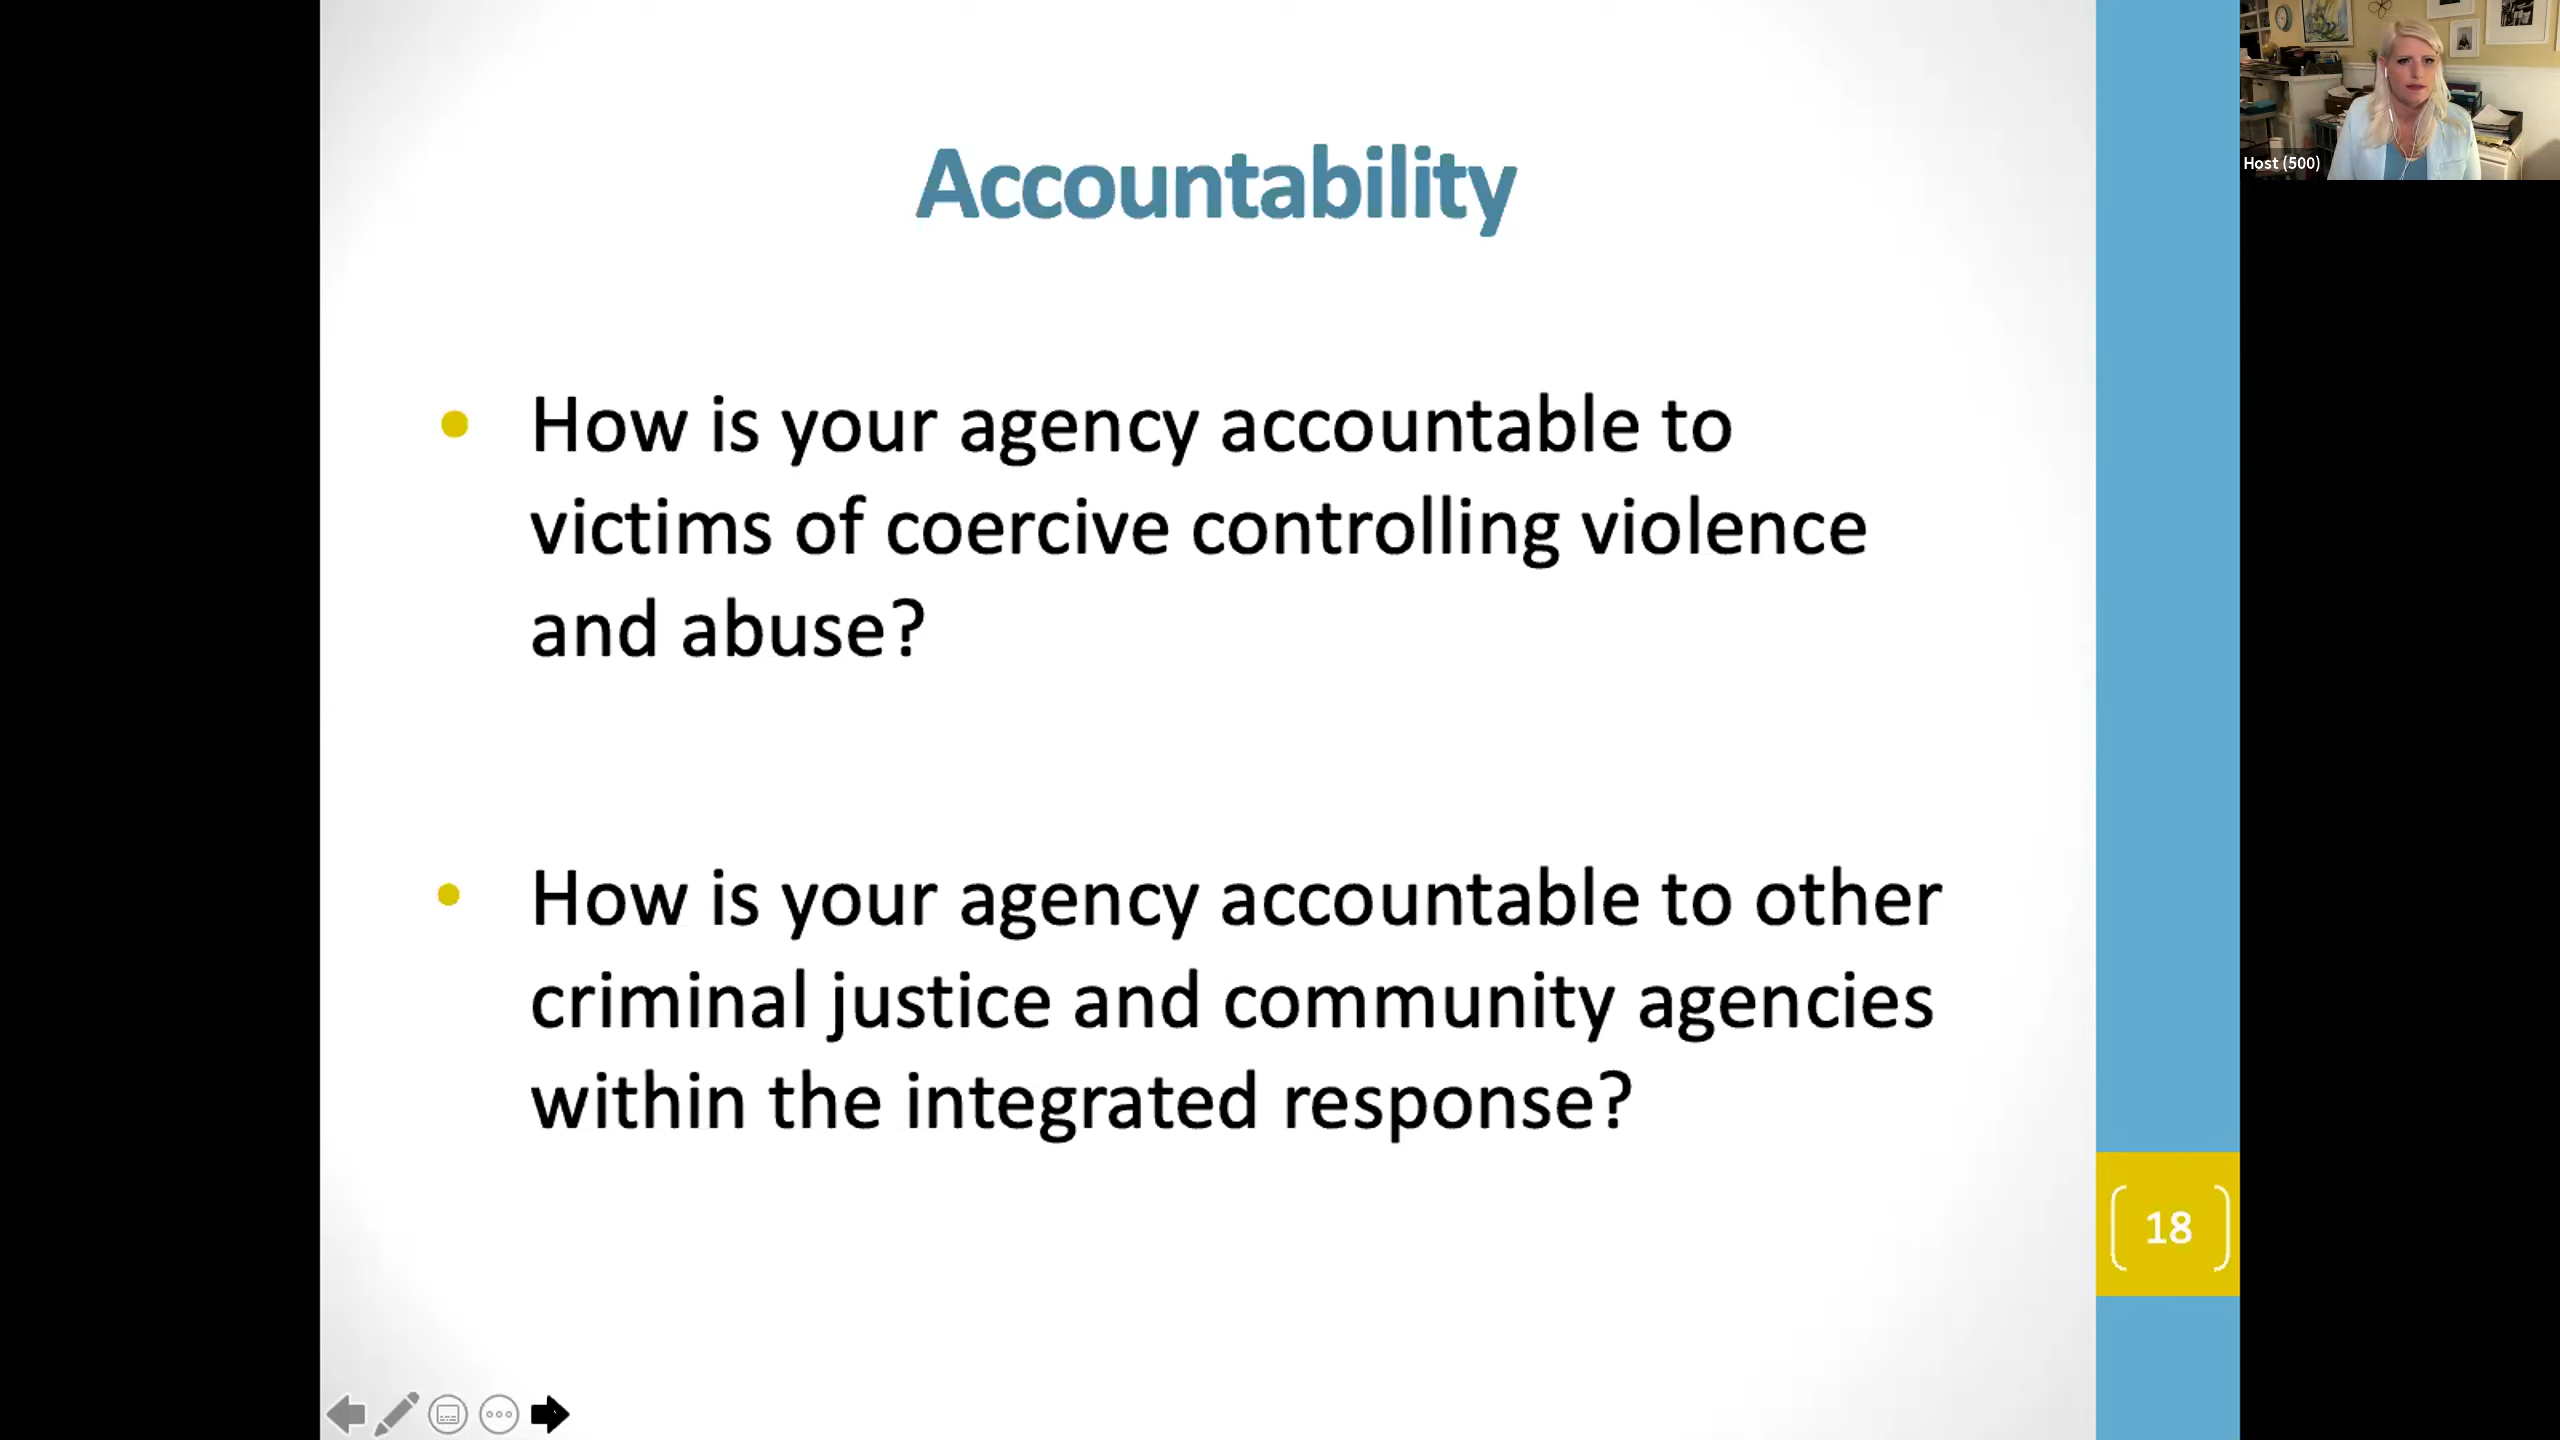 Accountability
• How is your agency accountable to
victims of coercive controlling violence
and abuse?
• How is your agency accountable to other
criminal justice and community agencies
within the integrated response?
18
Host (500)